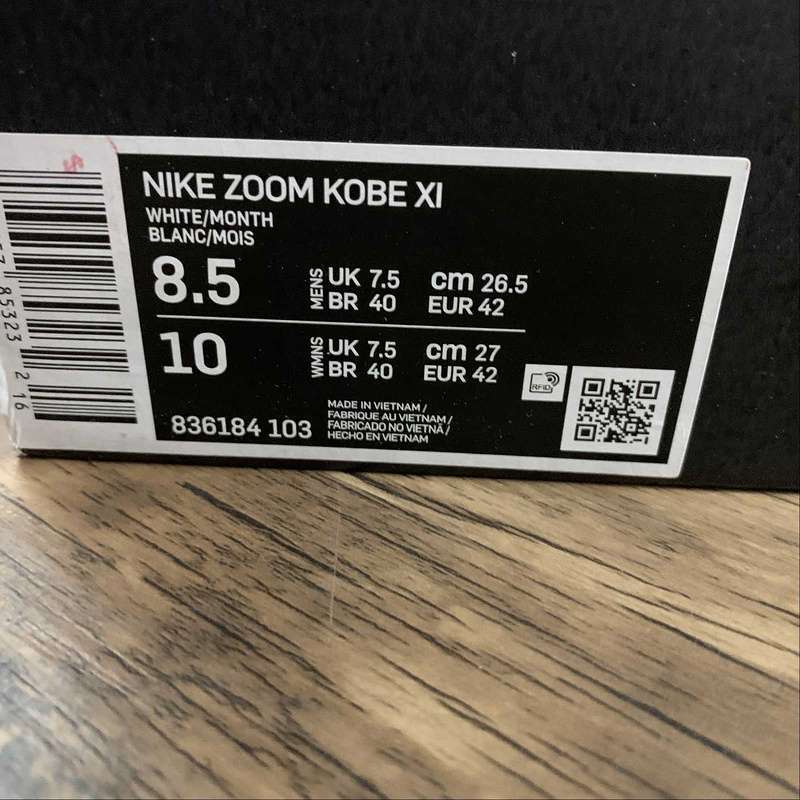 NIKE ZOOM KOBE XI
WHITE/MONTH
BLANC/MOIS
8.5 MENS UK 7.5 cm 26.5
BR 40 EUR 42
10 WMNS UK 7.5 cm 27
BR 40 EUR 42
836184 103
MADE IN VIETNAM /
FABRIQUE AU VIETNAM /
FABRICADO NO VIETNÃ /
HECHO EN VIETNAM
RFID
85323 2 16